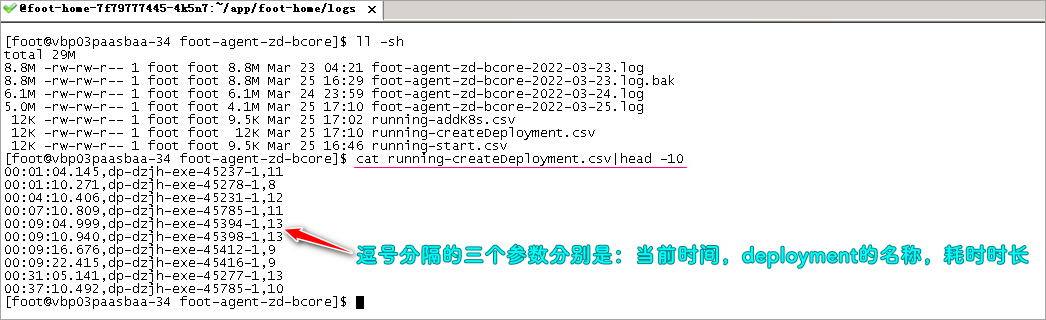 @foot-home-7f79777445-4k5n7:~/app/foot-home/logs
[foot@vbp03paasbaa-34 foot-agent-zd-bcore]$ ll -sh
total 29M
8.8M -rw-rw-r-- 1 foot foot 8.8M Mar 23 04:21 foot-agent-zd-bcore-2022-03-23.log
8.8M -rw-rw-r-- 1 foot foot 8.8M Mar 25 16:29 foot-agent-zd-bcore-2022-03-23.log.bak
6.1M -rw-rw-r-- 1 foot foot 6.1M Mar 24 23:59 foot-agent-zd-bcore-2022-03-24.log
5.0M -rw-rw-r-- 1 foot foot 4.1M Mar 25 17:10 foot-agent-zd-bcore-2022-03-25.log
12K -rw-rw-r-- 1 foot foot 9.5K Mar 25 17:02 running-addK8s.csv
12K -rw-rw-r-- 1 foot foot 12K Mar 25 17:10 running-createDeployment.csv
12K -rw-rw-r-- 1 foot foot 9.5K Mar 25 16:46 running-start.csv
[foot@vbp03paasbaa-34 foot-agent-zd-bcore]$ cat running-createDeployment.csv|head -10
00:01:04.145,dp-dzjh-exe-45237-1,11
00:01:10.271,dp-dzjh-exe-45278-1,8
00:04:10.406,dp-dzjh-exe-45231-1,12
00:07:10.809,dp-dzjh-exe-45785-1,11
00:09:04.999,dp-dzjh-exe-45394-1,13
00:09:10.940,dp-dzjh-exe-45398-1,13
00:09:16.676,dp-dzjh-exe-45412-1,9
逗号分隔的三个参数分别是：当前时间，deployment的名称，耗时时长
00:09:22.415,dp-dzjh-exe-45416-1,9
00:31:05.141,dp-dzjh-exe-45277-1,13
00:37:10.492,dp-dzjh-exe-45785-1,10
[foot@vbp03paasbaa-34 foot-agent-zd-bcore]$